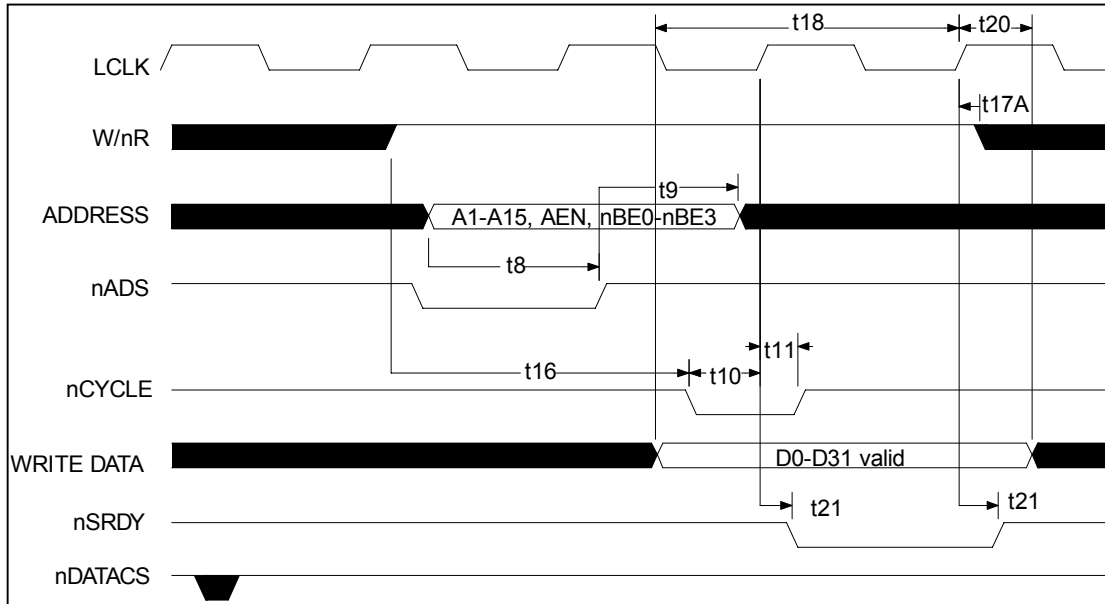 t18
t20
LCLK
t17A
W/nR
t9
ADDRESS
A1-A15, AEN, nBE0-nBE3
t8
nADS
t11
t16
t10
nCYCLE
WRITE DATA
D0-D31 valid
t21
t21
nSRDY
nDATACS